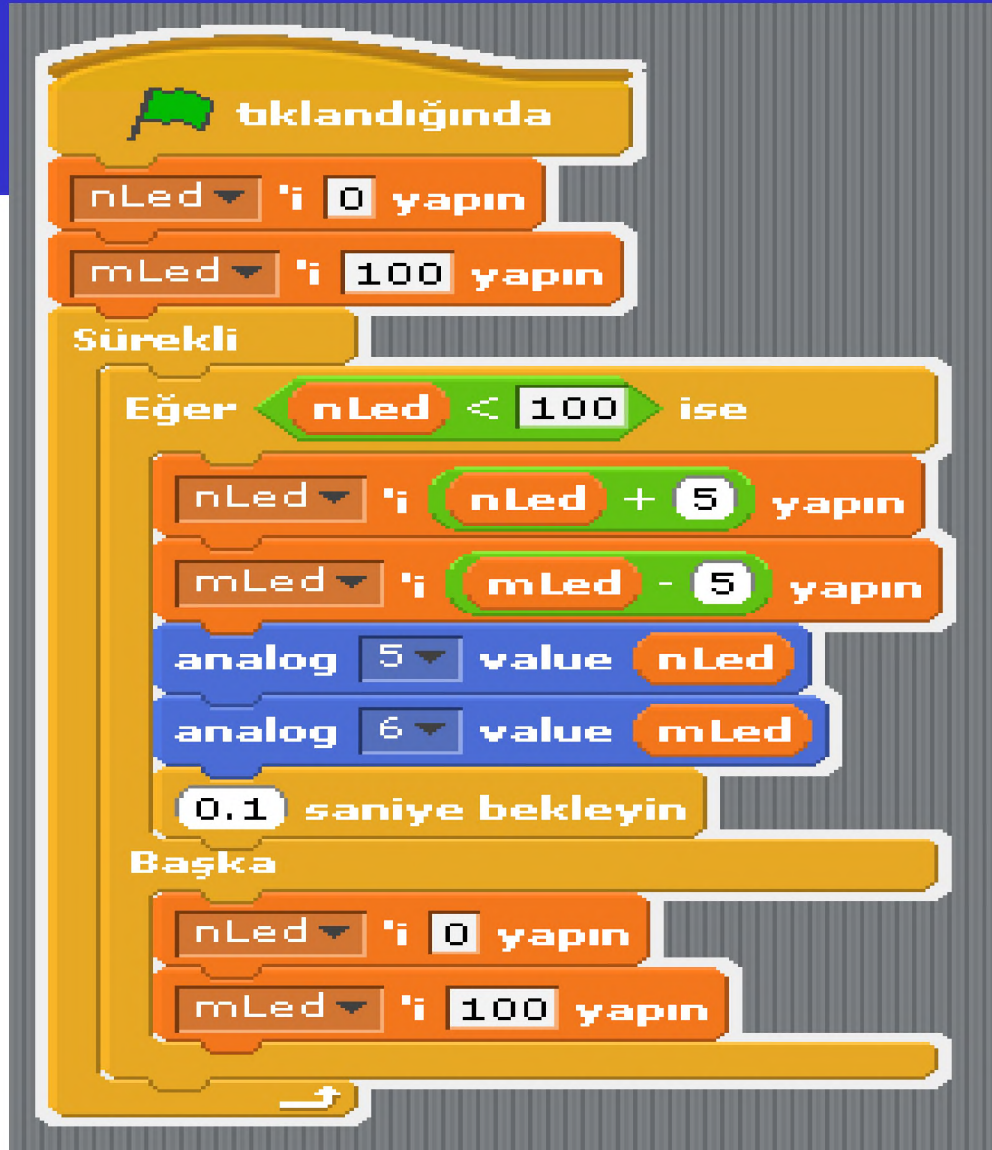 tıklandığında
nLed 'i 0 yapın
mLed 'i 100 yapın
Sürekli
Eğer nLed < 100 ise
nLed 'i nLed + 5 yapın
mLed 'i mLed - 5 yapın
analog 5 value nLed
analog 6 value mLed
0.1 saniye bekleyin
Başka
nLed 'i 0 yapın
mLed 'i 100 yapın